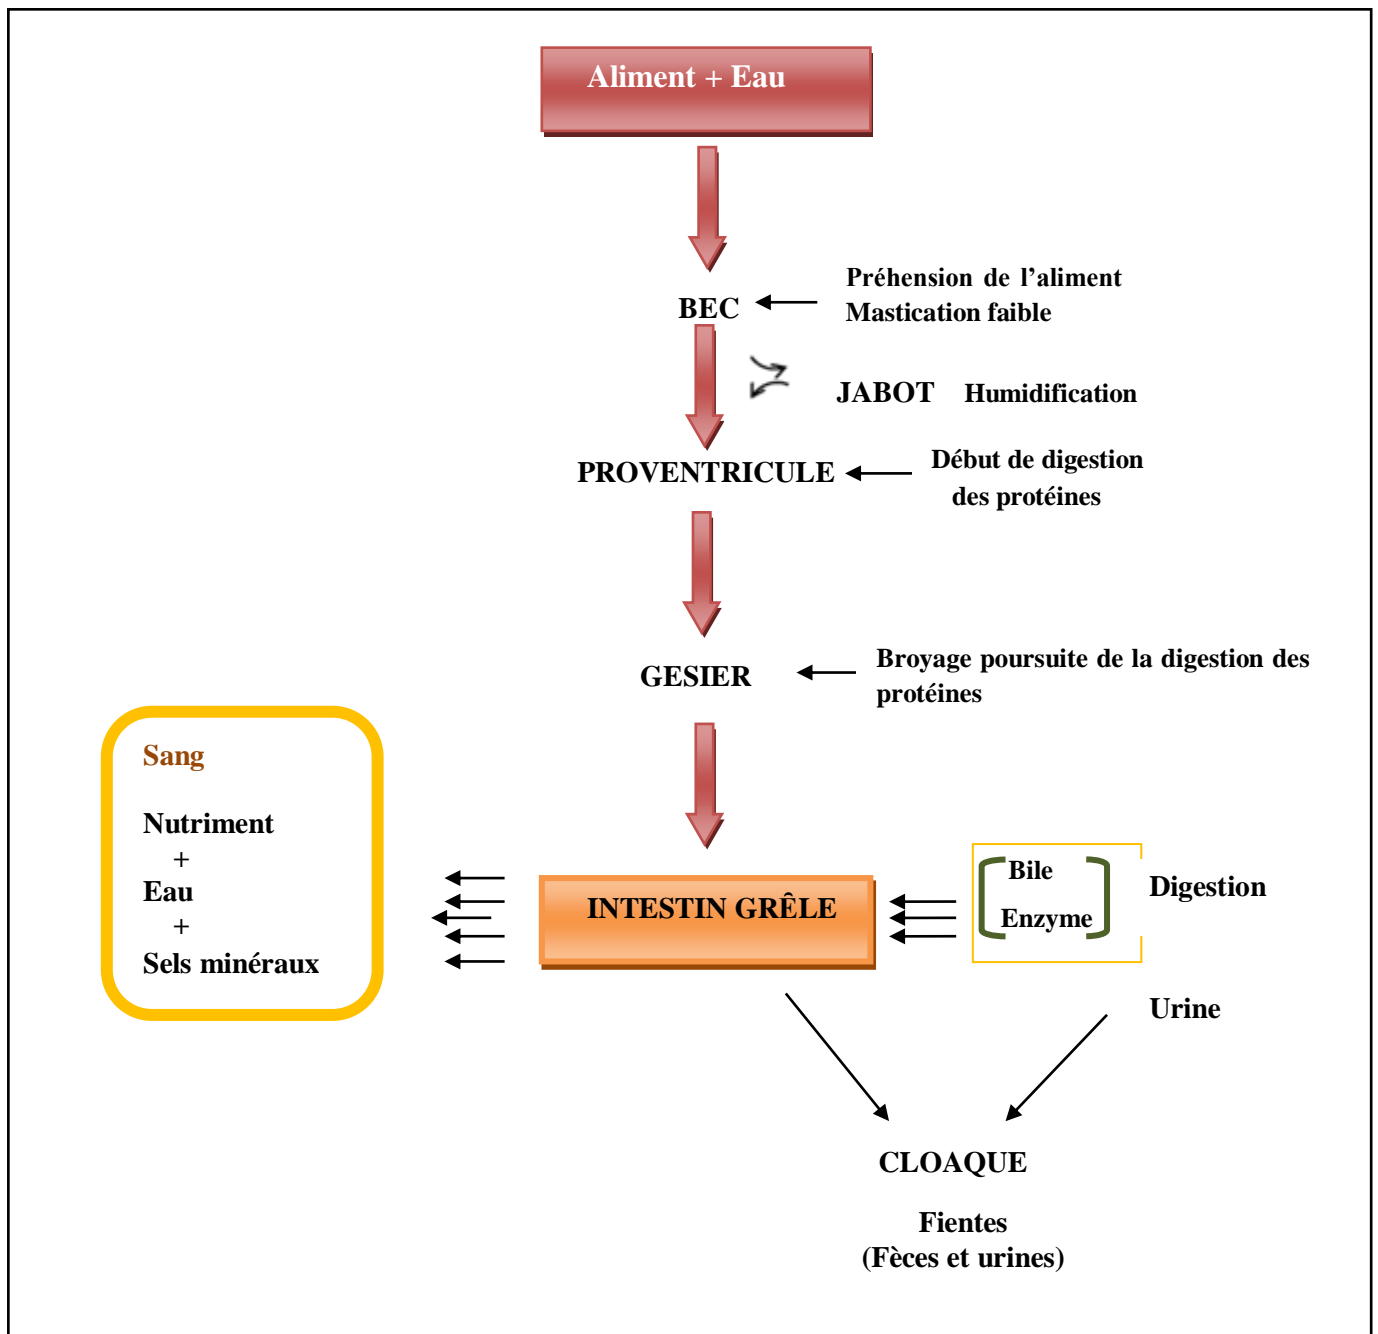 Aliment + Eau
Préhension de l’aliment
BEC
Mastication faible
JABOT Humidification
PROVENTRICULE
Début de digestion
des protéines
GESIER
Broyage poursuite de la digestion des
protéines
Sang
Nutriment
+
Eau
+
Sels minéraux
INTESTIN GRÊLE
Bile
Enzyme
Digestion
Urine
CLOAQUE
Fientes
(Fèces et urines)